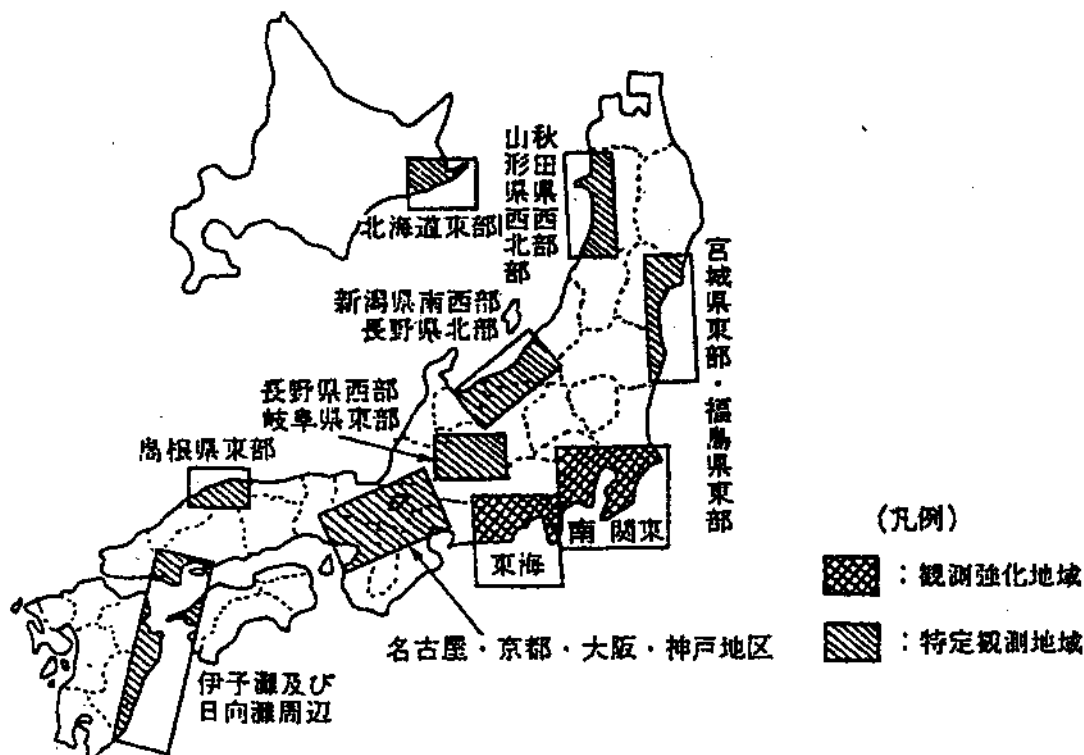 秋田県西部
山形県西北部
北海道東部
宮城県東部・福島県東部
新潟県南西部
長野県北部
長野県西部
岐阜県東部
島根県東部
南関東
東海
(凡例)
：観測強化地域
：特定観測地域
名古屋・京都・大阪・神戸地区
伊予灘及び
日向灘周辺